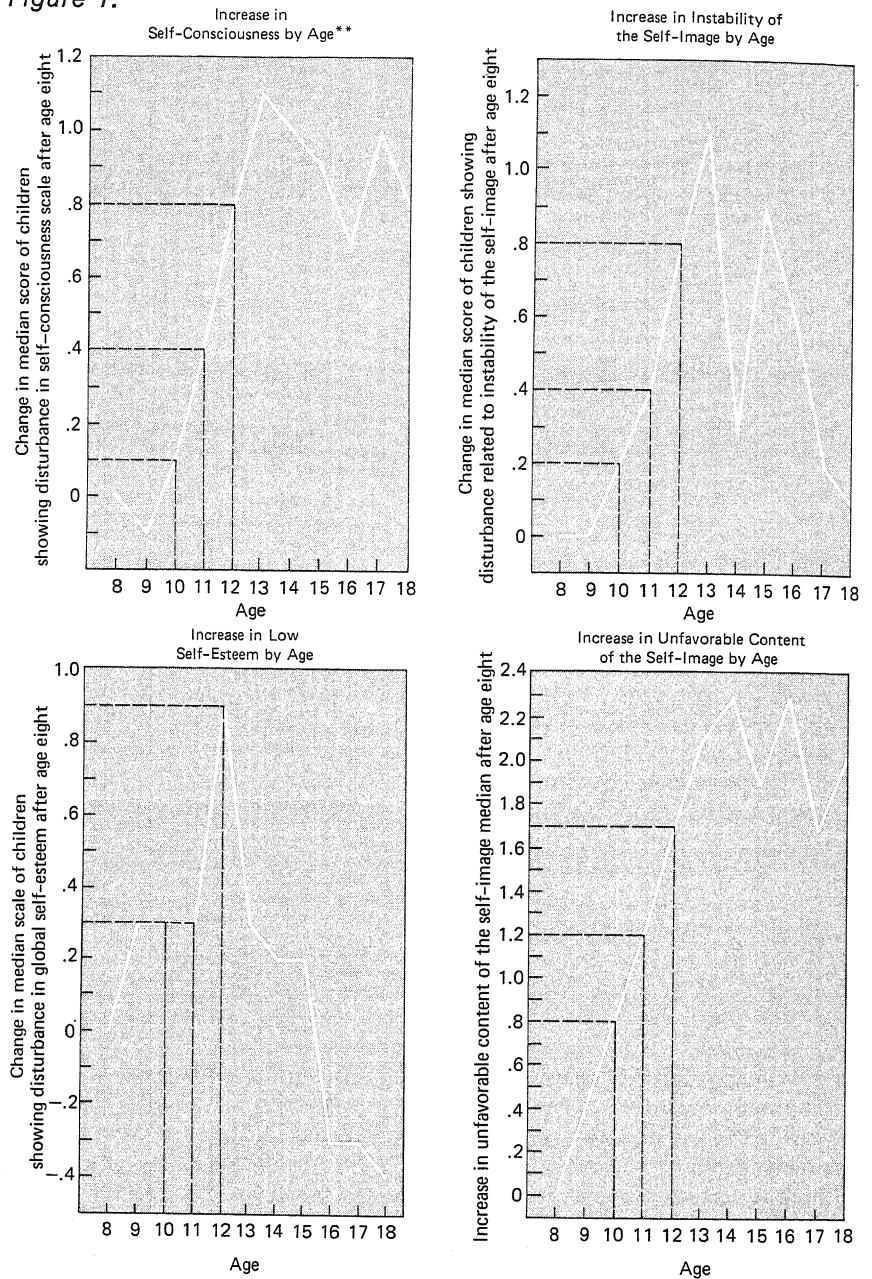 Figure 1.
Increase in
Self-Consciousness by Age**
Change in median score of children
showing disturbance in self-consciousness scale after age eight
1.2
1.0
.8
.6
.4
.2
0
8 9 10 11 12 13 14 15 16 17 18
Age
Increase in Instability of
the Self-Image by Age
Change in median score of children showing
disturbance related to instability of the self-image after age eight
1.2
1.0
.8
.6
.4
.2
0
8 9 10 11 12 13 14 15 16 17 18
Age
Increase in Low
Self-Esteem by Age
Change in median scale of children
showing disturbance in global self-esteem after age eight
1.0
.8
.6
.4
.2
0
-.2
-.4
8 9 10 11 12 13 14 15 16 17 18
Age
Increase in Unfavorable Content
of the Self-Image by Age
Increase in unfavorable content of the self-image median after age eight
2.4
2.2
2.0
1.8
1.6
1.4
1.2
1.0
.8
.6
.4
.2
0
8 9 10 11 12 13 14 15 16 17 18
Age